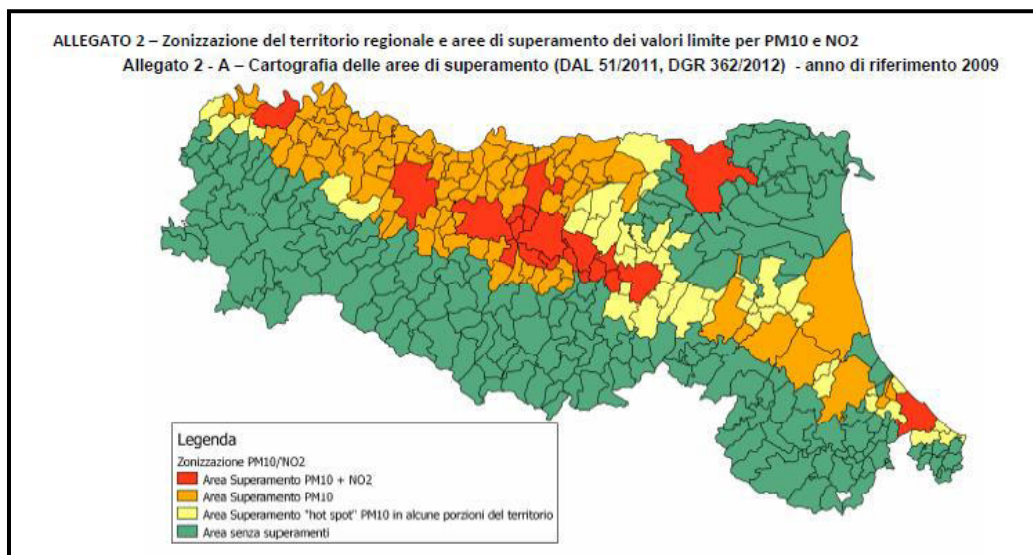 ALLEGATO 2 – Zonizzazione del territorio regionale e aree di superamento dei valori limite per PM10 e NO2
Allegato 2 - A – Cartografia delle aree di superamento (DAL 51/2011, DGR 362/2012) - anno di riferimento 2009
Legenda
Zonizzazione PM10/'NO2
Area Superamento PM10 + NO2
Area Superamento PM10
Area Superamento "hot spot" PM10 in alcune porzioni del territorio
Area senza superamenti